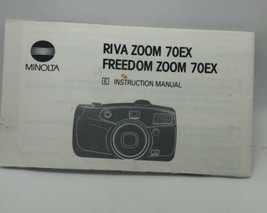 RIVA ZOOM 70EX
FREEDOM ZOOM 70EX
E INSTRUCTION MANUAL
MINOLTA